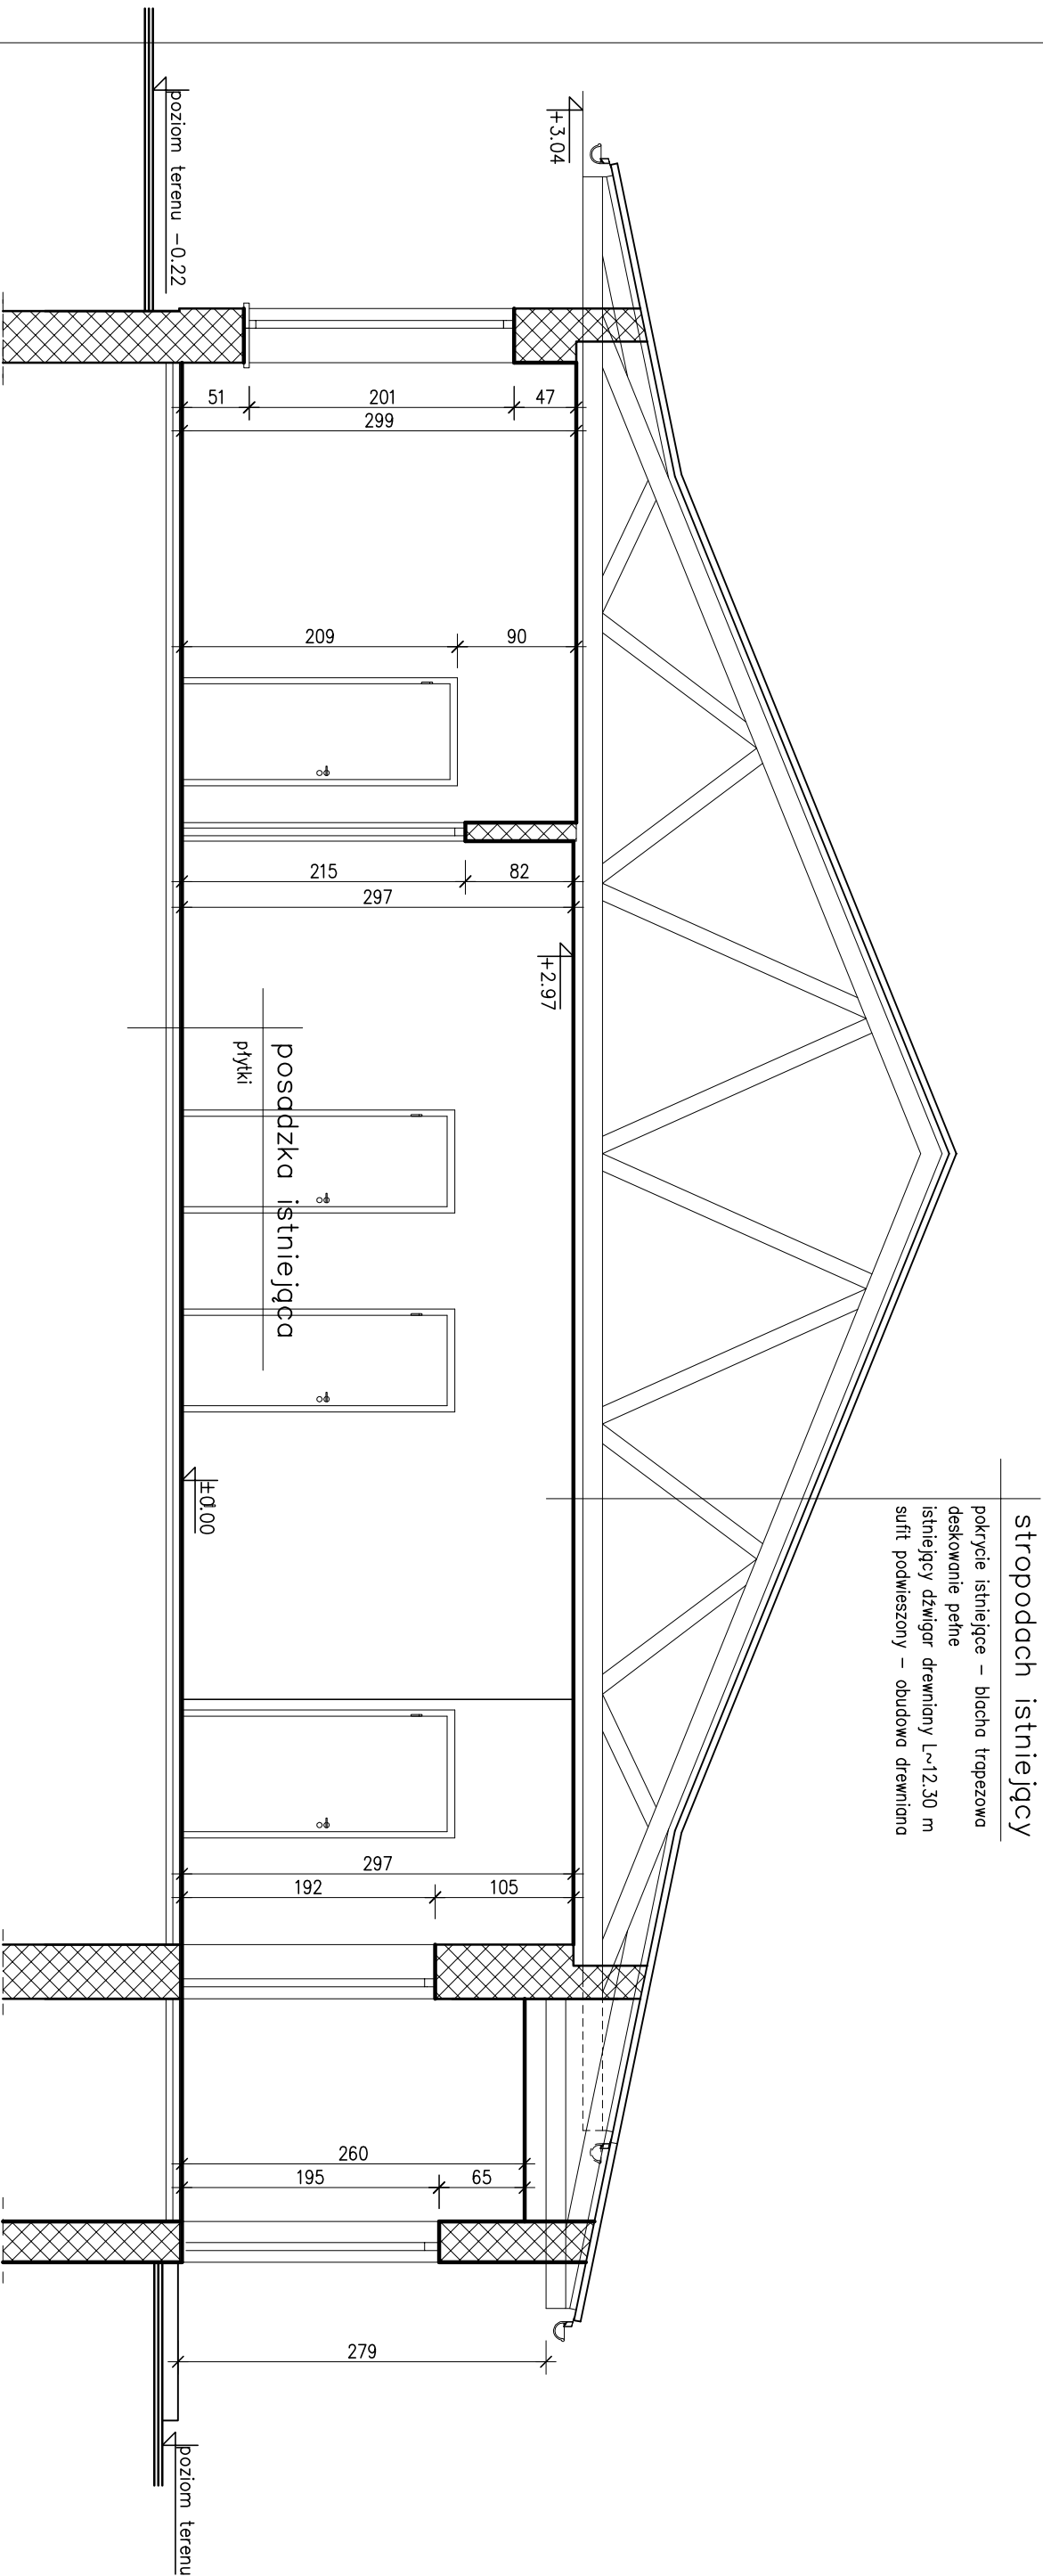 stropodach istniejący
pokrycie istniejące – blacha trapezowa
deskowanie pełne
istniejący dźwigar drewniany L~12.30 m
sufit podwieszony – obudowa drewniana
+3.04
+2.97
47
201
51
299
90
209
82
215
297
posadzka istniejąca
płytki
±0.00
297
105
192
260
65
195
279
poziom terenu –0.22
poziom terenu